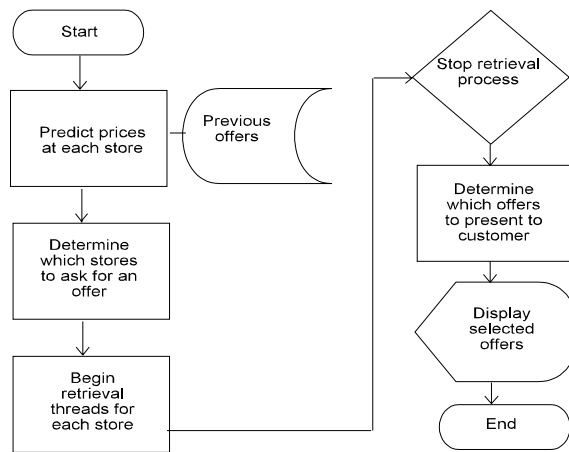 Start
Predict prices
at each store
Previous
offers
Determine
which stores
to ask for an
offer
Begin
retrieval
threads for
each store
Stop retrieval
process
Determine
which offers
to present to
customer
Display
selected
offers
End